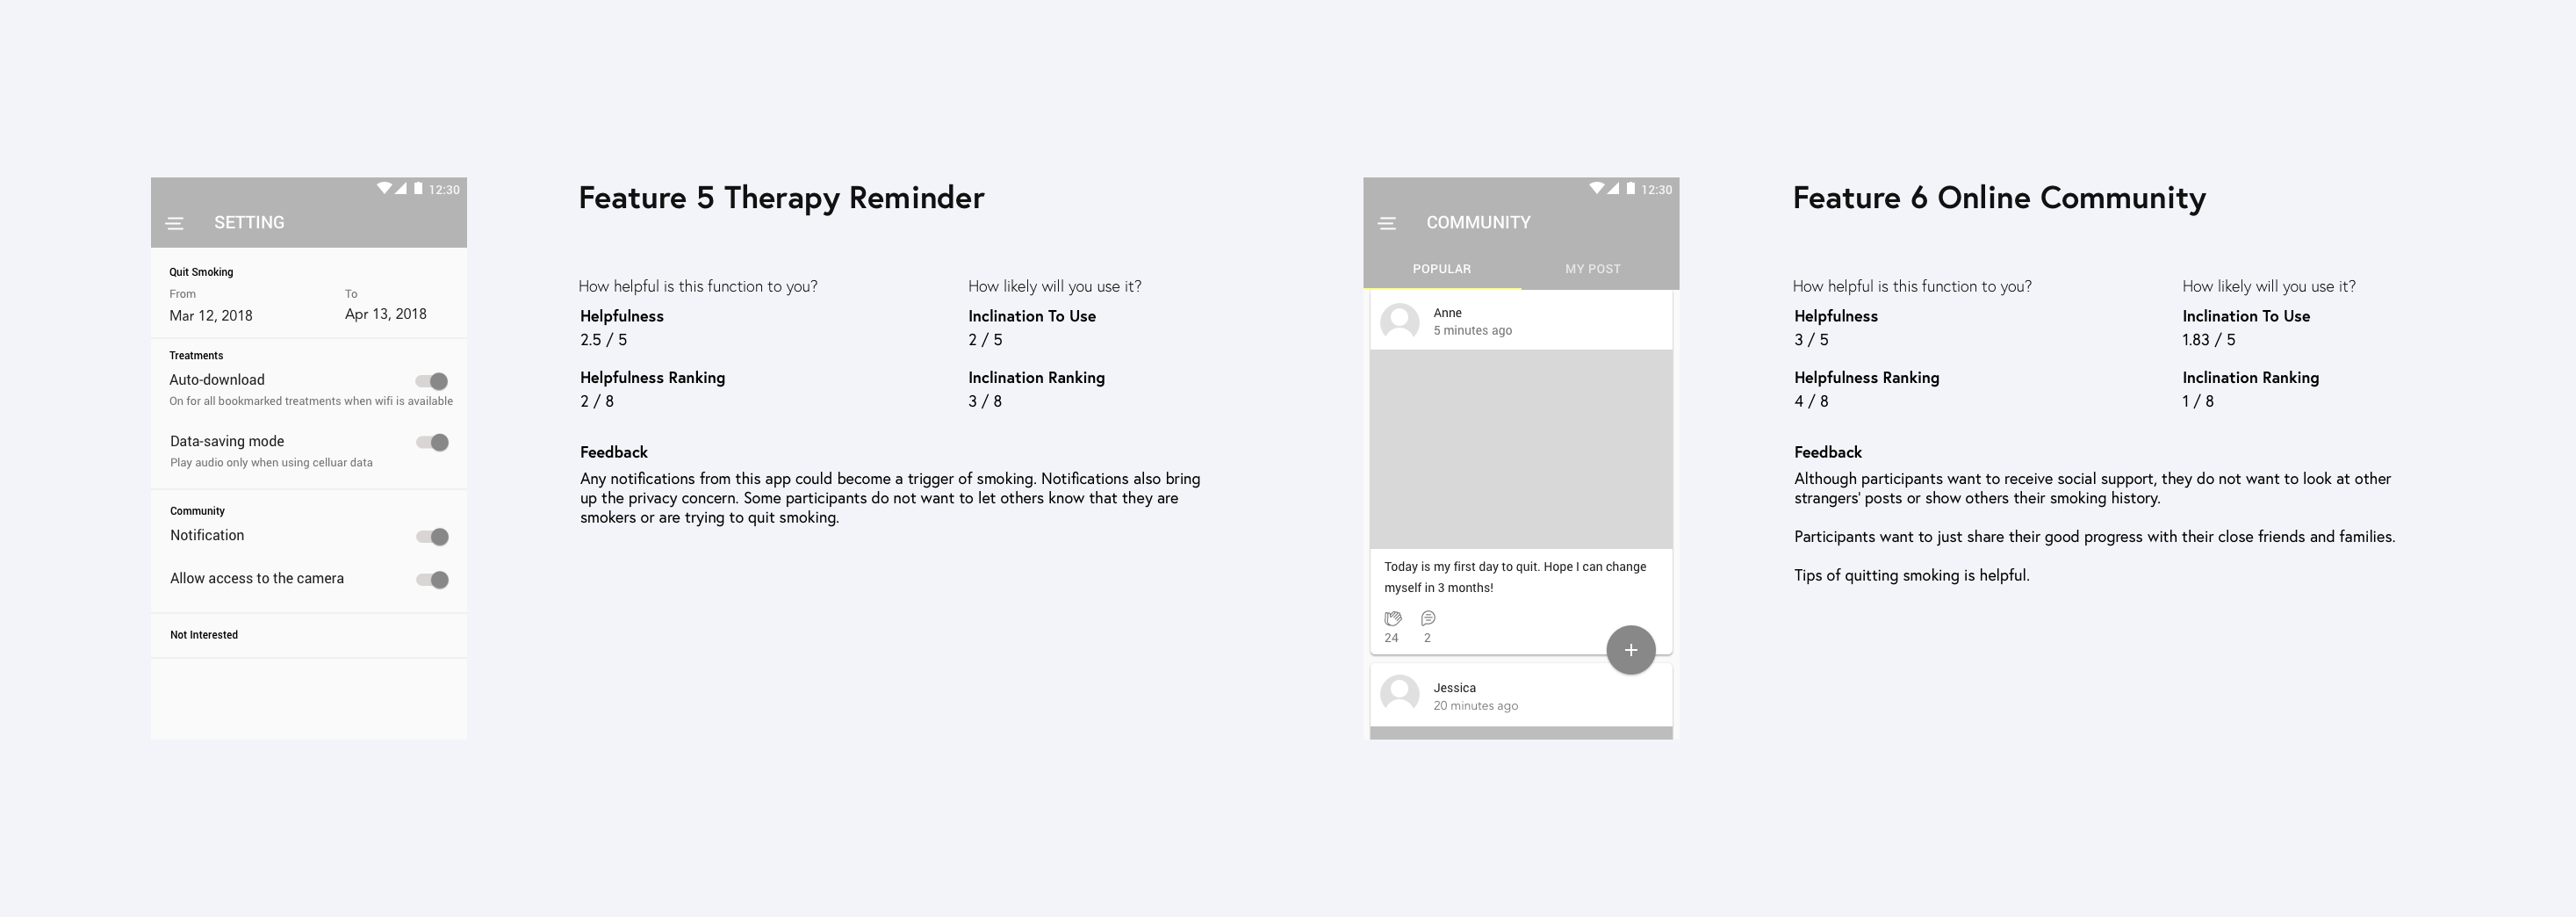 12:30
SETTING
Quit Smoking
From
To
Mar 12, 2018
Apr 13, 2018
Treatments
Auto-download
On for all bookmarked treatments when wifi is available
Data-saving mode
Play audio only when using celluar data
Community
Notification
Allow access to the camera
Not Interested
Feature 5 Therapy Reminder
How helpful is this function to you?
Helpfulness
2.5 / 5
Helpfulness Ranking
2 / 8
How likely will you use it?
Inclination To Use
2 / 5
Inclination Ranking
3 / 8
Feedback
Any notifications from this app could become a trigger of smoking. Notifications also bring
up the privacy concern. Some participants do not want to let others know that they are
smokers or are trying to quit smoking.
12:30
COMMUNITY
POPULAR
MY POST
Anne
5 minutes ago
Today is my first day to quit. Hope I can change
myself in 3 months!
24
2
+
Jessica
20 minutes ago
Feature 6 Online Community
How helpful is this function to you?
Helpfulness
3 / 5
Helpfulness Ranking
4 / 8
How likely will you use it?
Inclination To Use
1.83 / 5
Inclination Ranking
1 / 8
Feedback
Although participants want to receive social support, they do not want to look at other
strangers' posts or show others their smoking history.
Participants want to just share their good progress with their close friends and families.
Tips of quitting smoking is helpful.